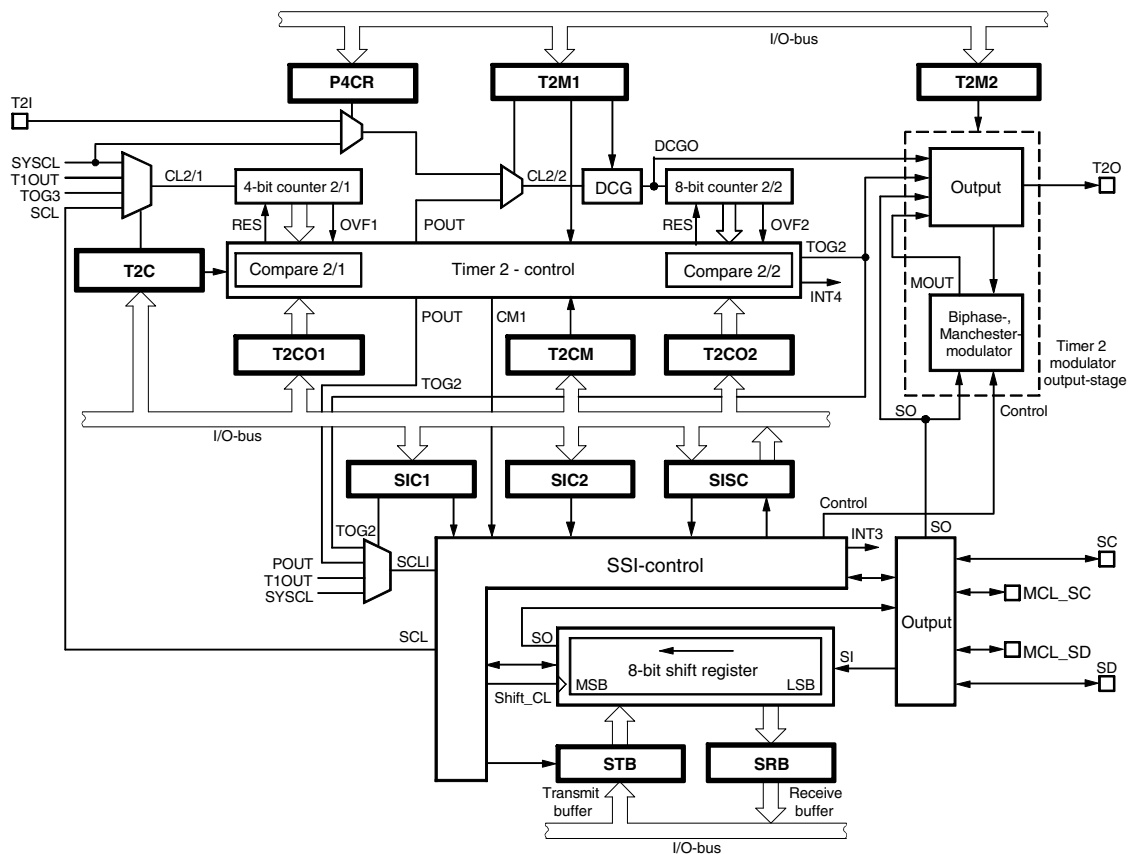 I/O-bus
P4CR
T2M1
T2M2
T2I
DCGO
SYSCL
T1OUT
TOG3
SCL
CL2/1
4-bit counter 2/1
CL2/2
DCG
8-bit counter 2/2
Output
T2O
RES
OVF1
POUT
RES
OVF2
TOG2
T2C
Compare 2/1
Timer 2 - control
Compare 2/2
INT4
MOUT
Biphase-,
Manchester-
modulator
Timer 2
modulator
output-stage
POUT
CM1
T2CO1
T2CM
T2CO2
TOG2
SO
Control
I/O-bus
SIC1
SIC2
SISC
Control
TOG2
POUT
T1OUT
SYSCL
SCLI
SSI-control
INT3
SO
SC
MCL_SC
Output
MCL_SD
SD
SCL
SO
8-bit shift register
MSB
LSB
SI
Shift_CL
STB
SRB
Transmit
buffer
Receive
buffer
I/O-bus